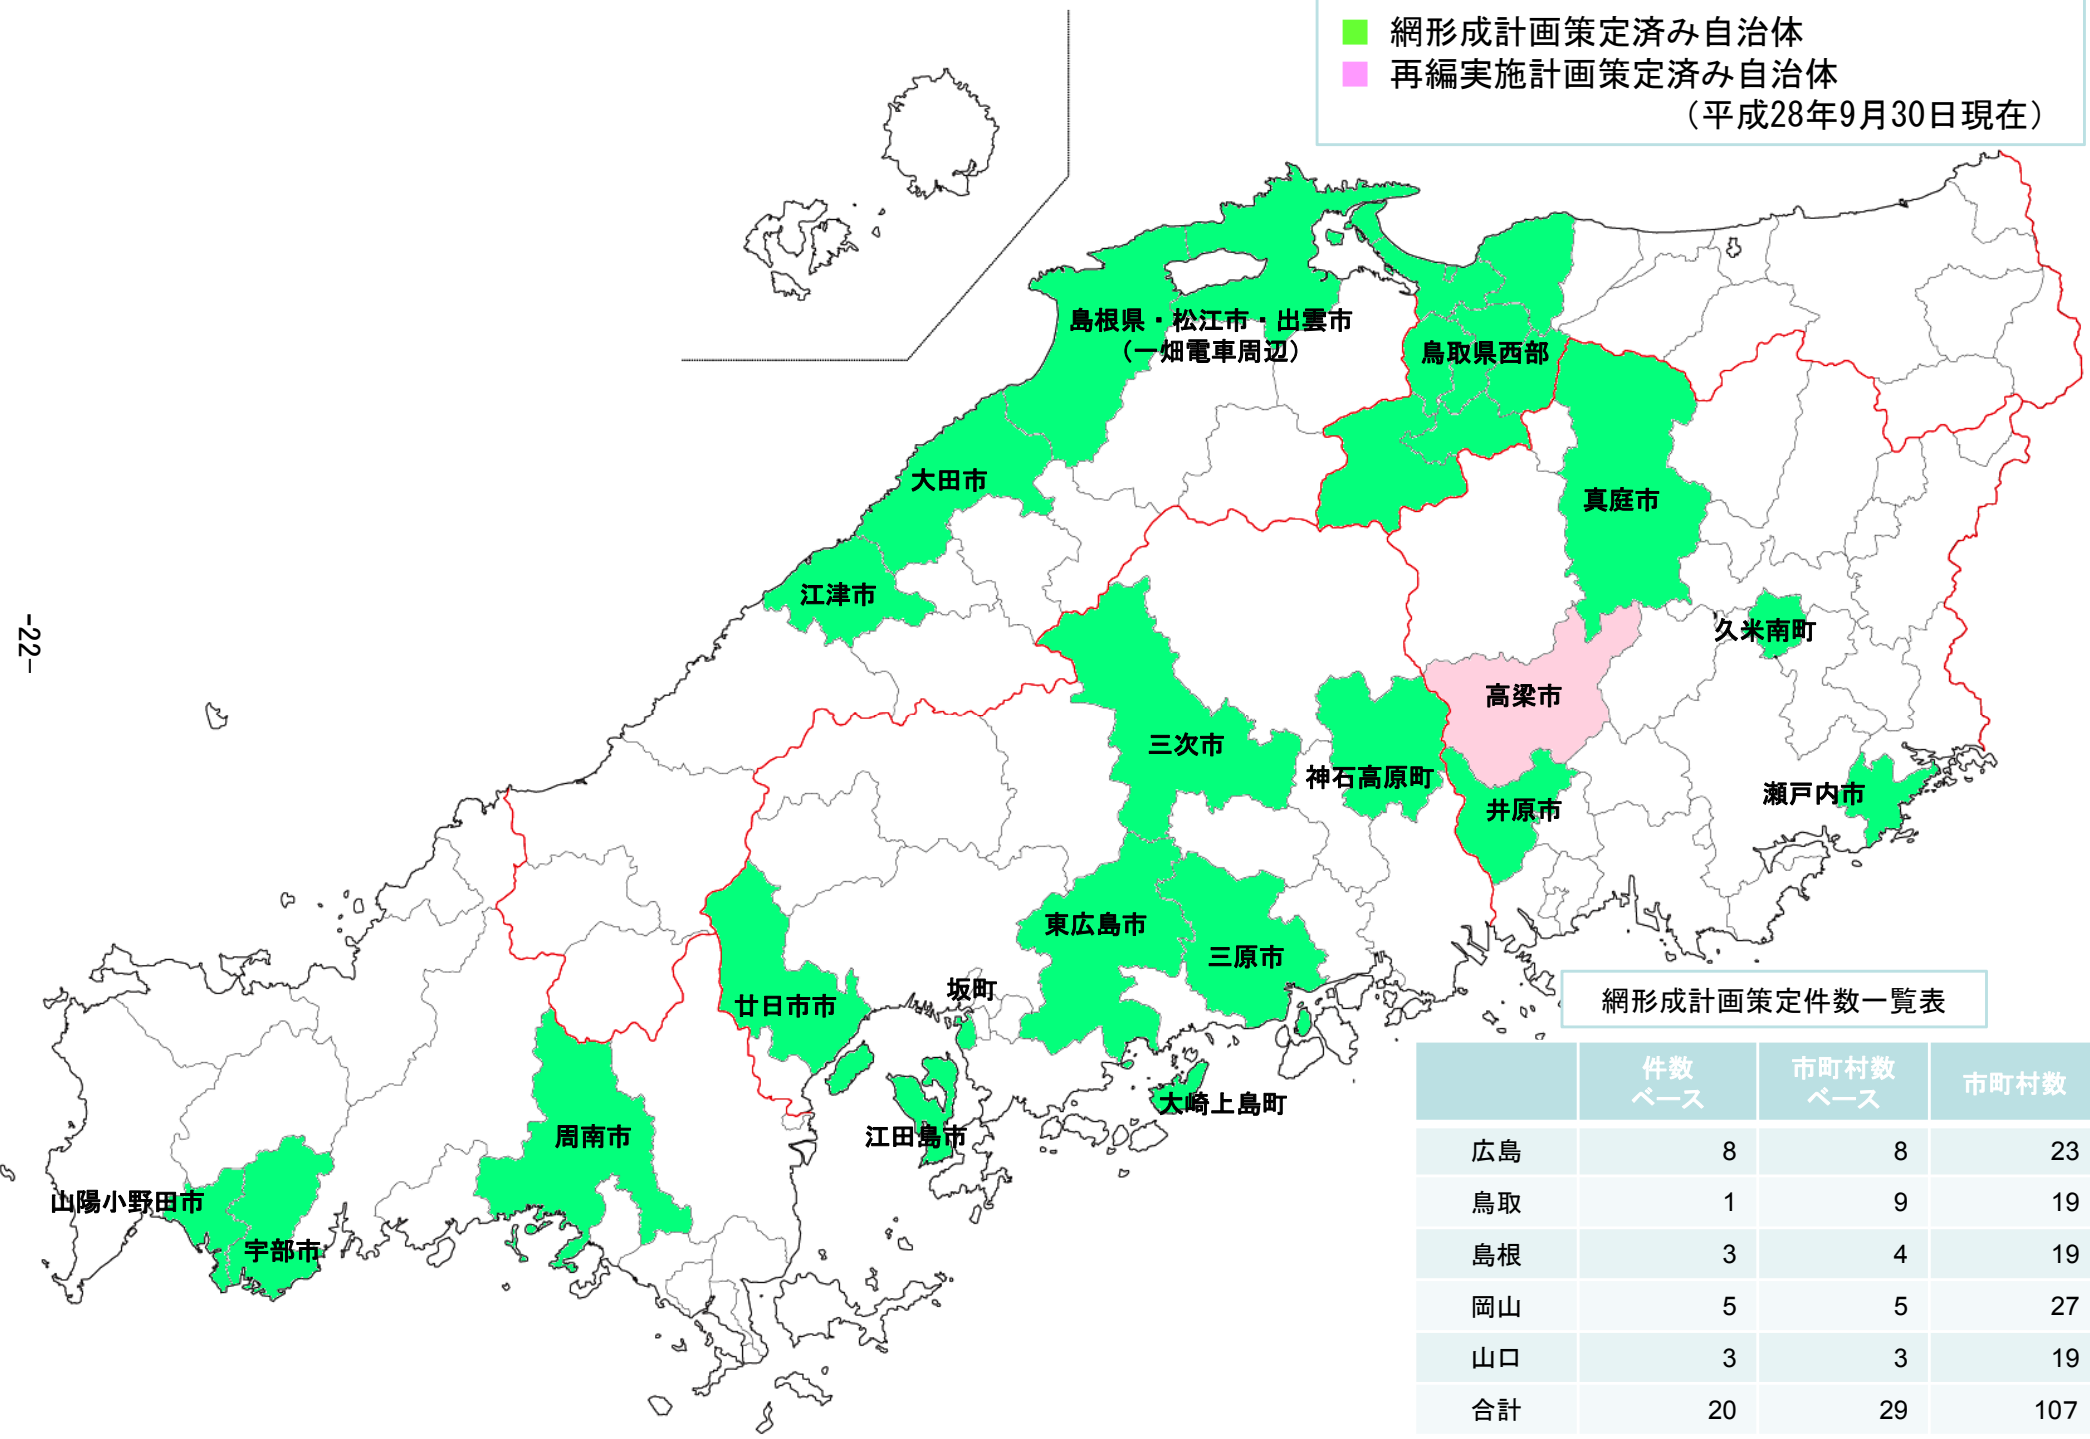 網形成計画策定済み自治体
再編実施計画策定済み自治体
（平成28年9月30日現在）
島根県・松江市・出雲市
（一畑電車周辺）
鳥取県西部
大田市
真庭市
江津市
久米南町
高梁市
三次市
神石高原町
井原市
瀬戸内市
東広島市
三原市
坂町
廿日市市
大崎上島町
江田島市
周南市
山陽小野田市
宇部市
-22-
網形成計画策定件数一覧表
件数
ベース
市町村数
ベース
市町村数
広島 8 8 23
鳥取 1 9 19
島根 3 4 19
岡山 5 5 27
山口 3 3 19
合計 20 29 107